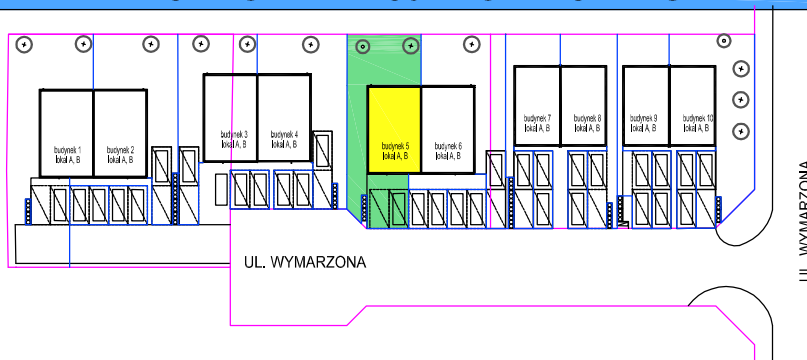 budynek 1
lokal A, B
budynek 2
lokal A, B
budynek 3
lokal A, B
budynek 4
lokal A, B
budynek 5
lokal A, B
budynek 6
lokal A, B
budynek 7
lokal A, B
budynek 8
lokal A, B
budynek 9
lokal A, B
budynek 10
lokal A, B
UL. WYMARZONA
UL. WYMARZONA